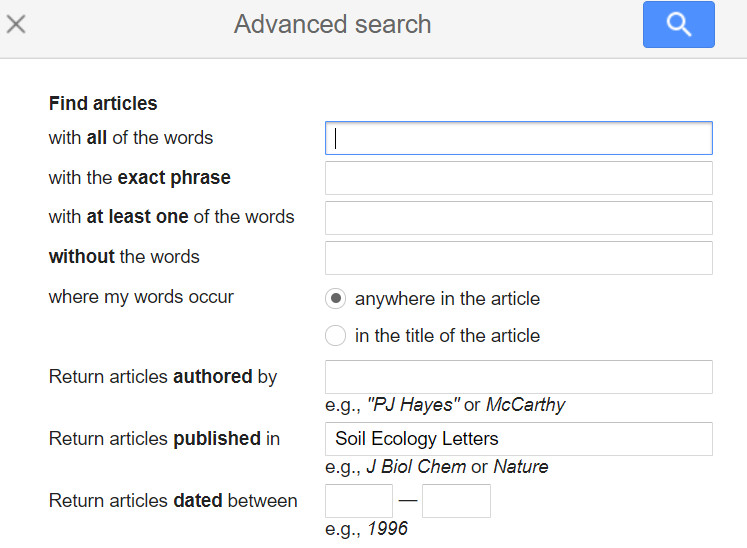 Advanced search
Find articles
with all of the words
with the exact phrase
with at least one of the words
without the words
where my words occur
anywhere in the article
in the title of the article
Return articles authored by
e.g., "PJ Hayes" or McCarthy
Return articles published in
Soil Ecology Letters
e.g., J Biol Chem or Nature
Return articles dated between
—
e.g., 1996